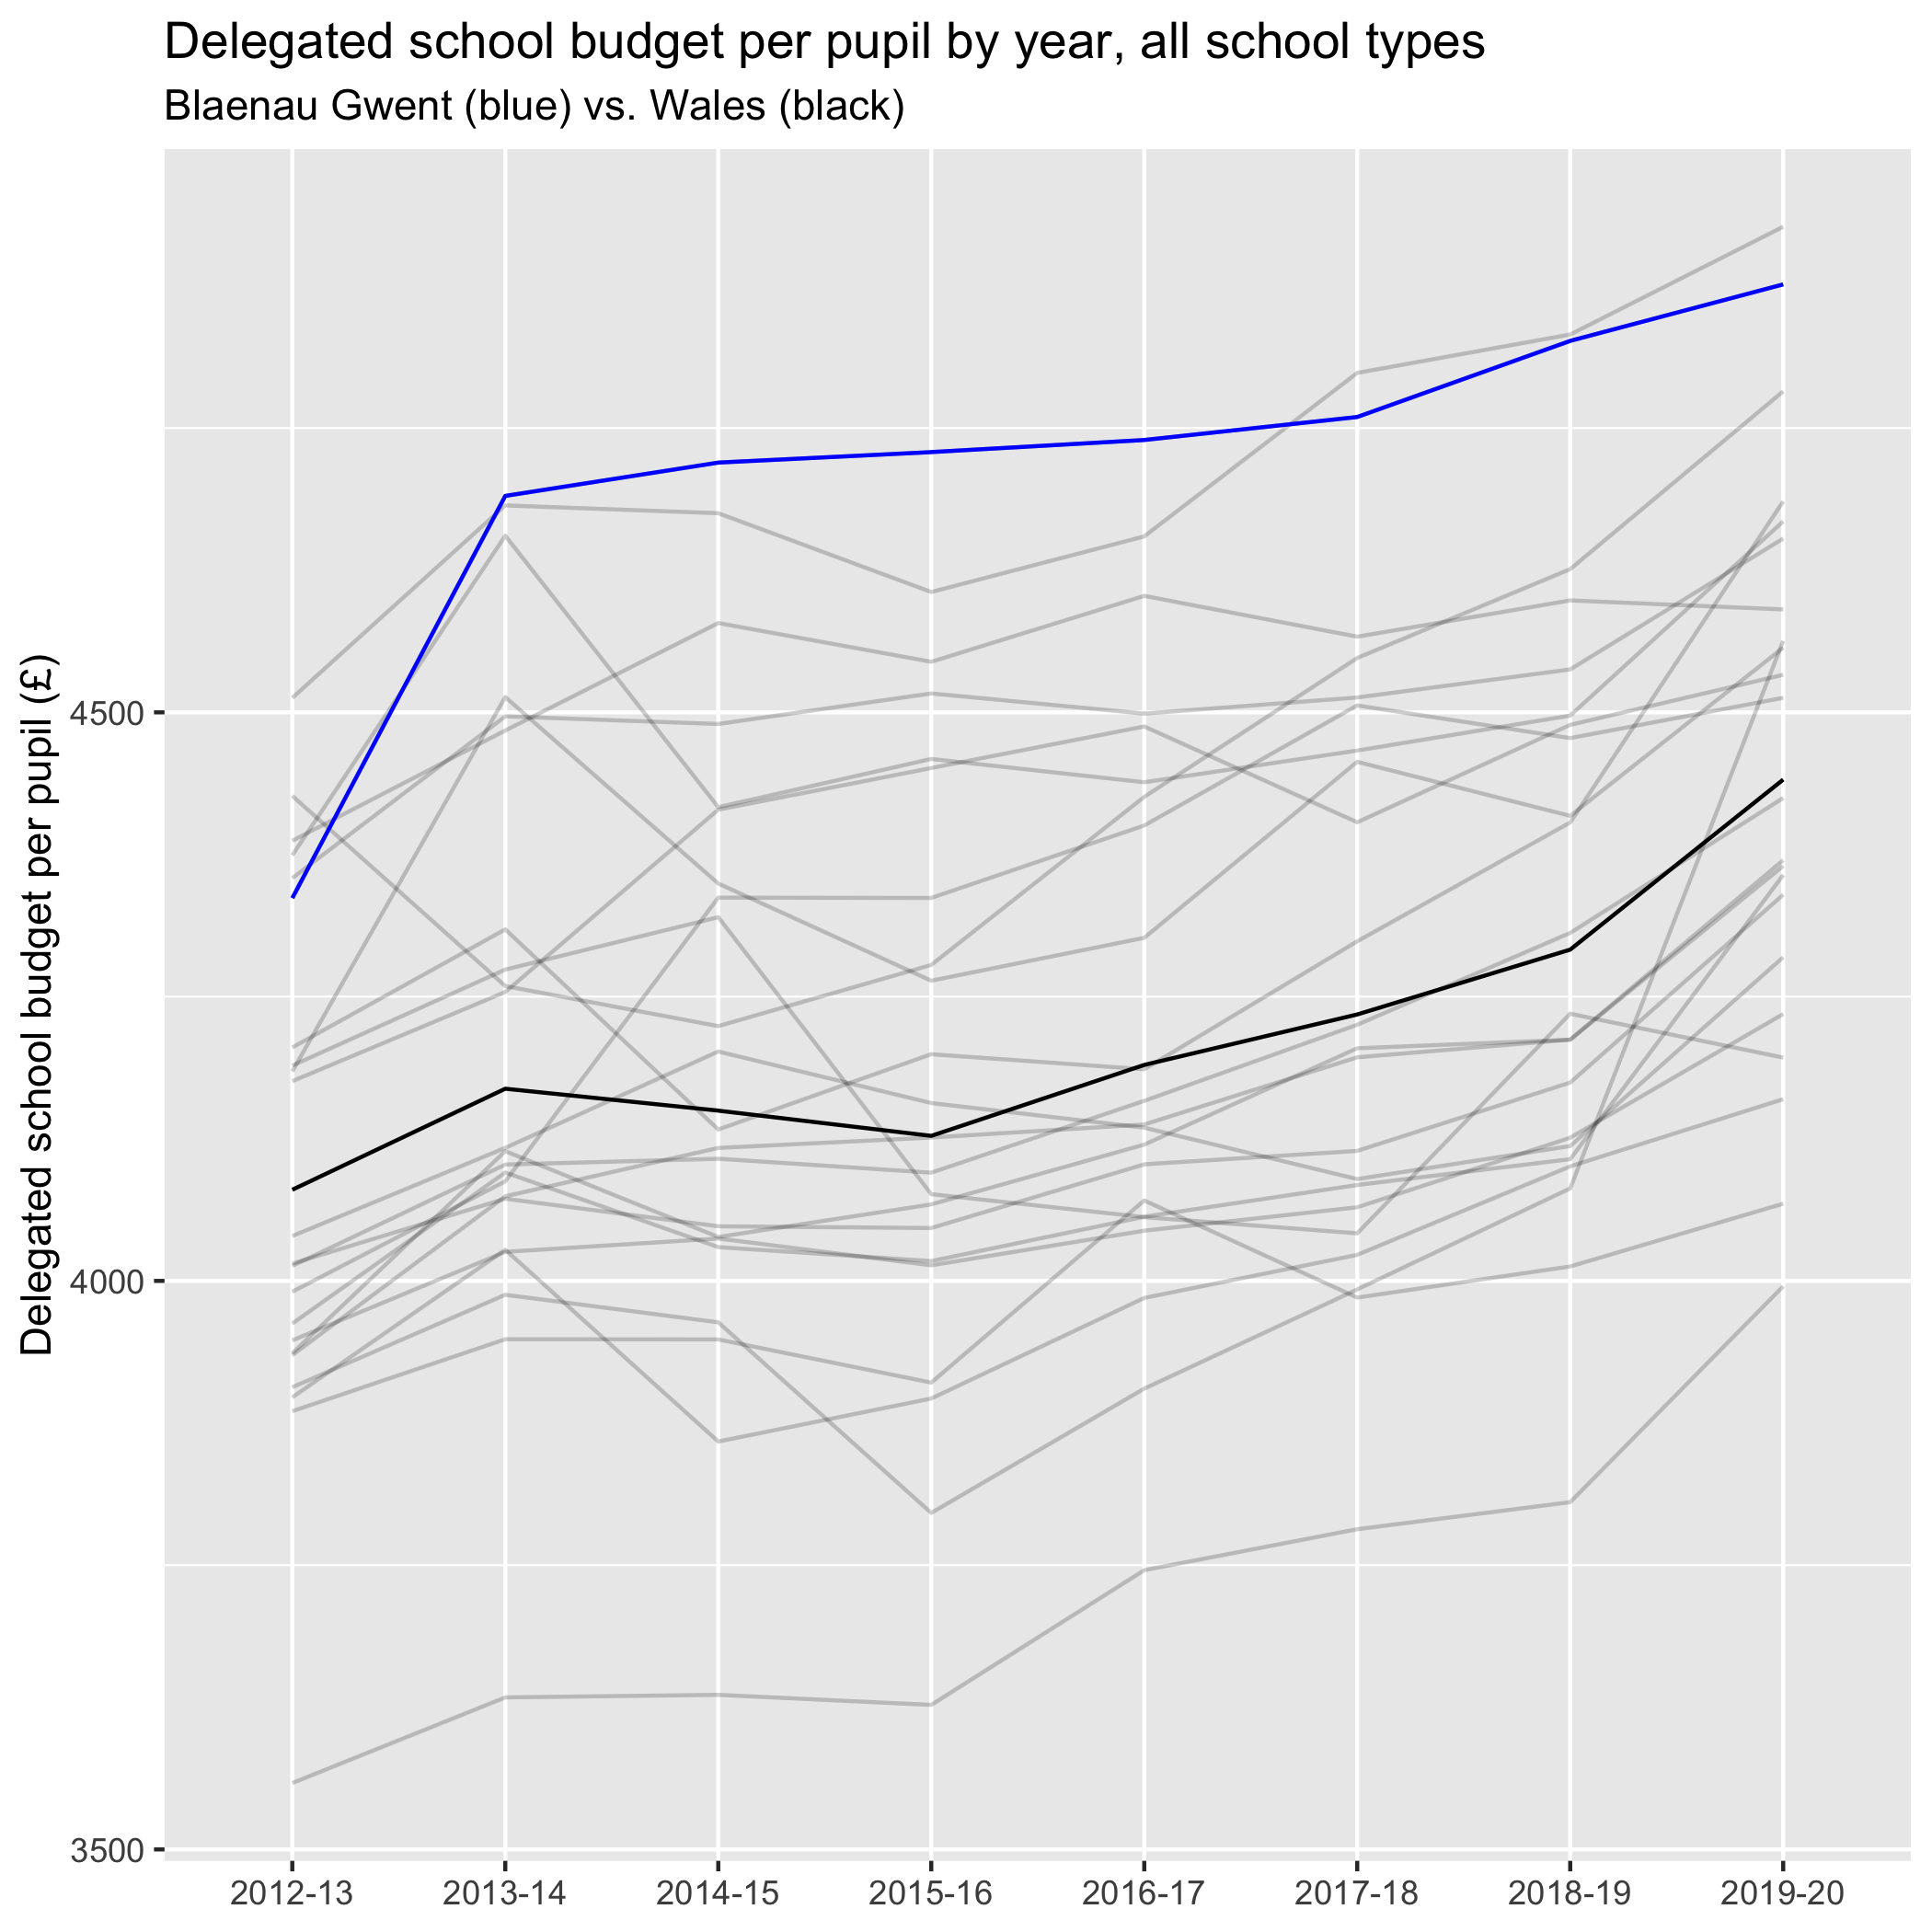 Delegated school budget per pupil by year, all school types
Blaenau Gwent (blue) vs. Wales (black)
Delegated school budget per pupil (£)
4500
4000
3500
2012-13 2013-14 2014-15 2015-16 2016-17 2017-18 2018-19 2019-20